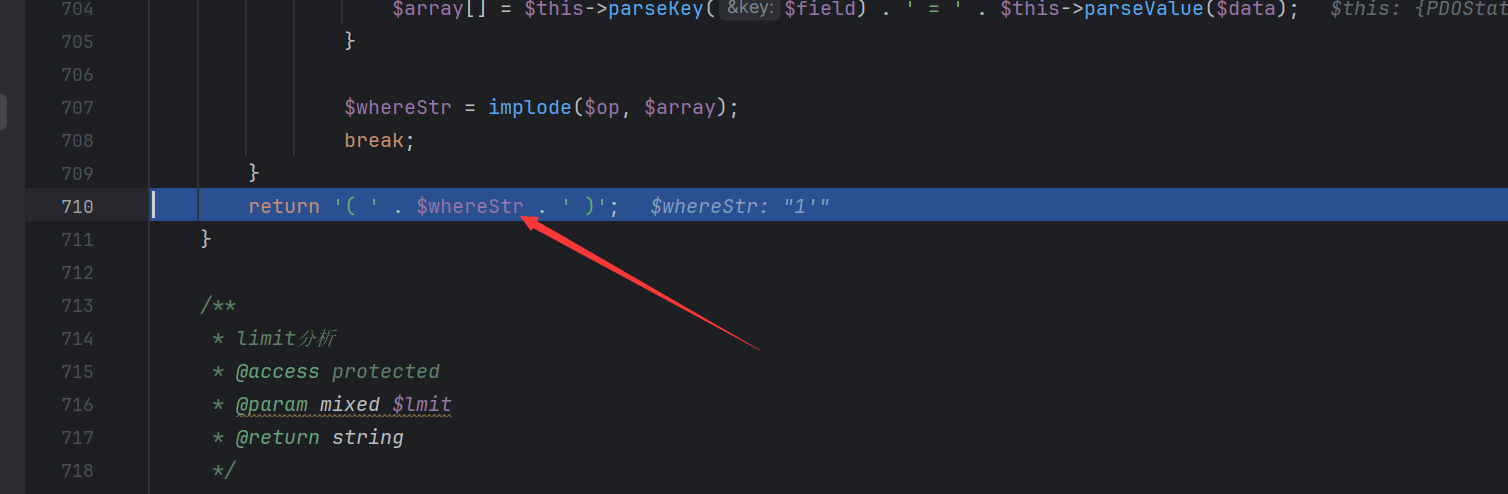 704 $array[] = $this->parseKey( &key: $field) . ' = ' . $this->parseValue($data); $this: {PDOStat
705 }
706
707 $whereStr = implode($op, $array);
708 break;
709 }
710 return '( ' . $whereStr . ' )'; $whereStr: "1'"
711 }
712
713 /**
714 * limit分析
715 * @access protected
716 * @param mixed $lmit
717 * @return string
718 */